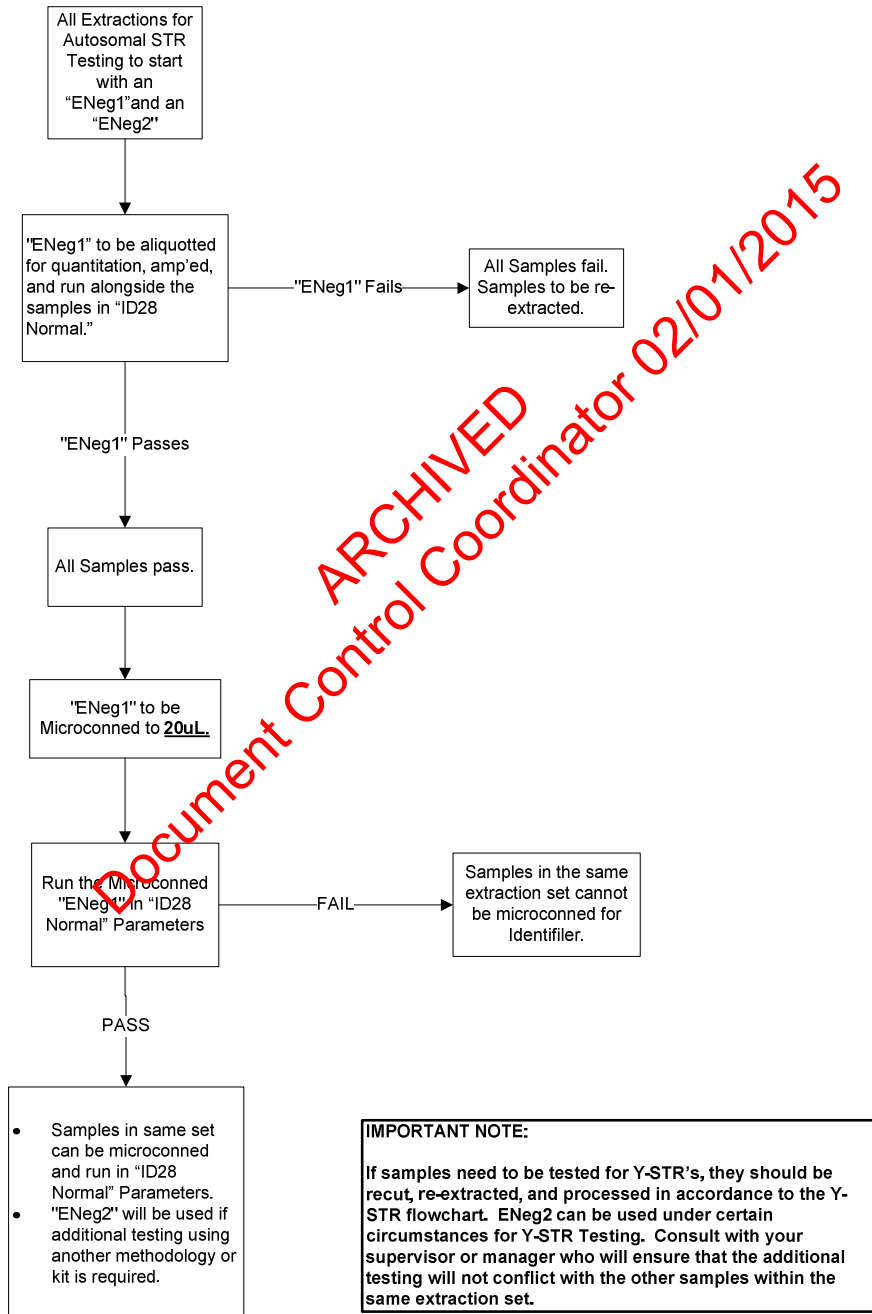 All Extractions for
Autosomal STR
Testing to start
with an
“ENeg1”and an
“ENeg2"
"ENeg1” to be aliquotted
for quantitation, amp’ed,
and run alongside the
samples in “ID28
Normal.”
"ENeg1" Fails
All Samples fail.
Samples to be re-
extracted.
"ENeg1" Passes
All Samples pass.
"ENeg1" to be
Microconned to 20uL.
Run the Microconned
"ENeg1" in “ID28
Normal” Parameters
FAIL
Samples in the same
extraction set cannot
be microconned for
Identifiler.
PASS
• Samples in same set
can be microconned
and run in “ID28
Normal” Parameters.
• "ENeg2" will be used if
additional testing using
another methodology or
kit is required.
IMPORTANT NOTE:
If samples need to be tested for Y-STR’s, they should be
recut, re-extracted, and processed in accordance to the Y-
STR flowchart.  ENeg2 can be used under certain
circumstances for Y-STR Testing.  Consult with your
supervisor or manager who will ensure that the additional
testing will not conflict with the other samples within the
same extraction set.
ARCHIVED
Document Control Coordinator 02/01/2015